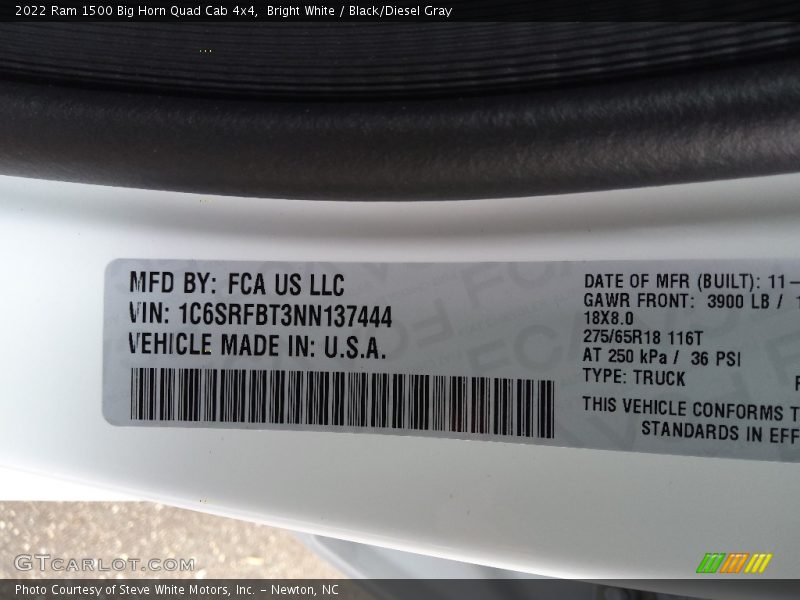 2022 Ram 1500 Big Horn Quad Cab 4x4, Bright White / Black/Diesel Gray
MFD BY: FCA US LLC
VIN: 1C6SRFBT3NN137444
VEHICLE MADE IN: U.S.A.
DATE OF MFR (BUILT): 11-
GAWR FRONT: 3900 LB /
18X8.0
275/65R18 116T
AT 250 kPa / 36 PSI
TYPE: TRUCK
THIS VEHICLE CONFORMS
STANDARDS IN
GTCARLOT.COM
Photo Courtesy of Steve White Motors, Inc. - Newton, NC